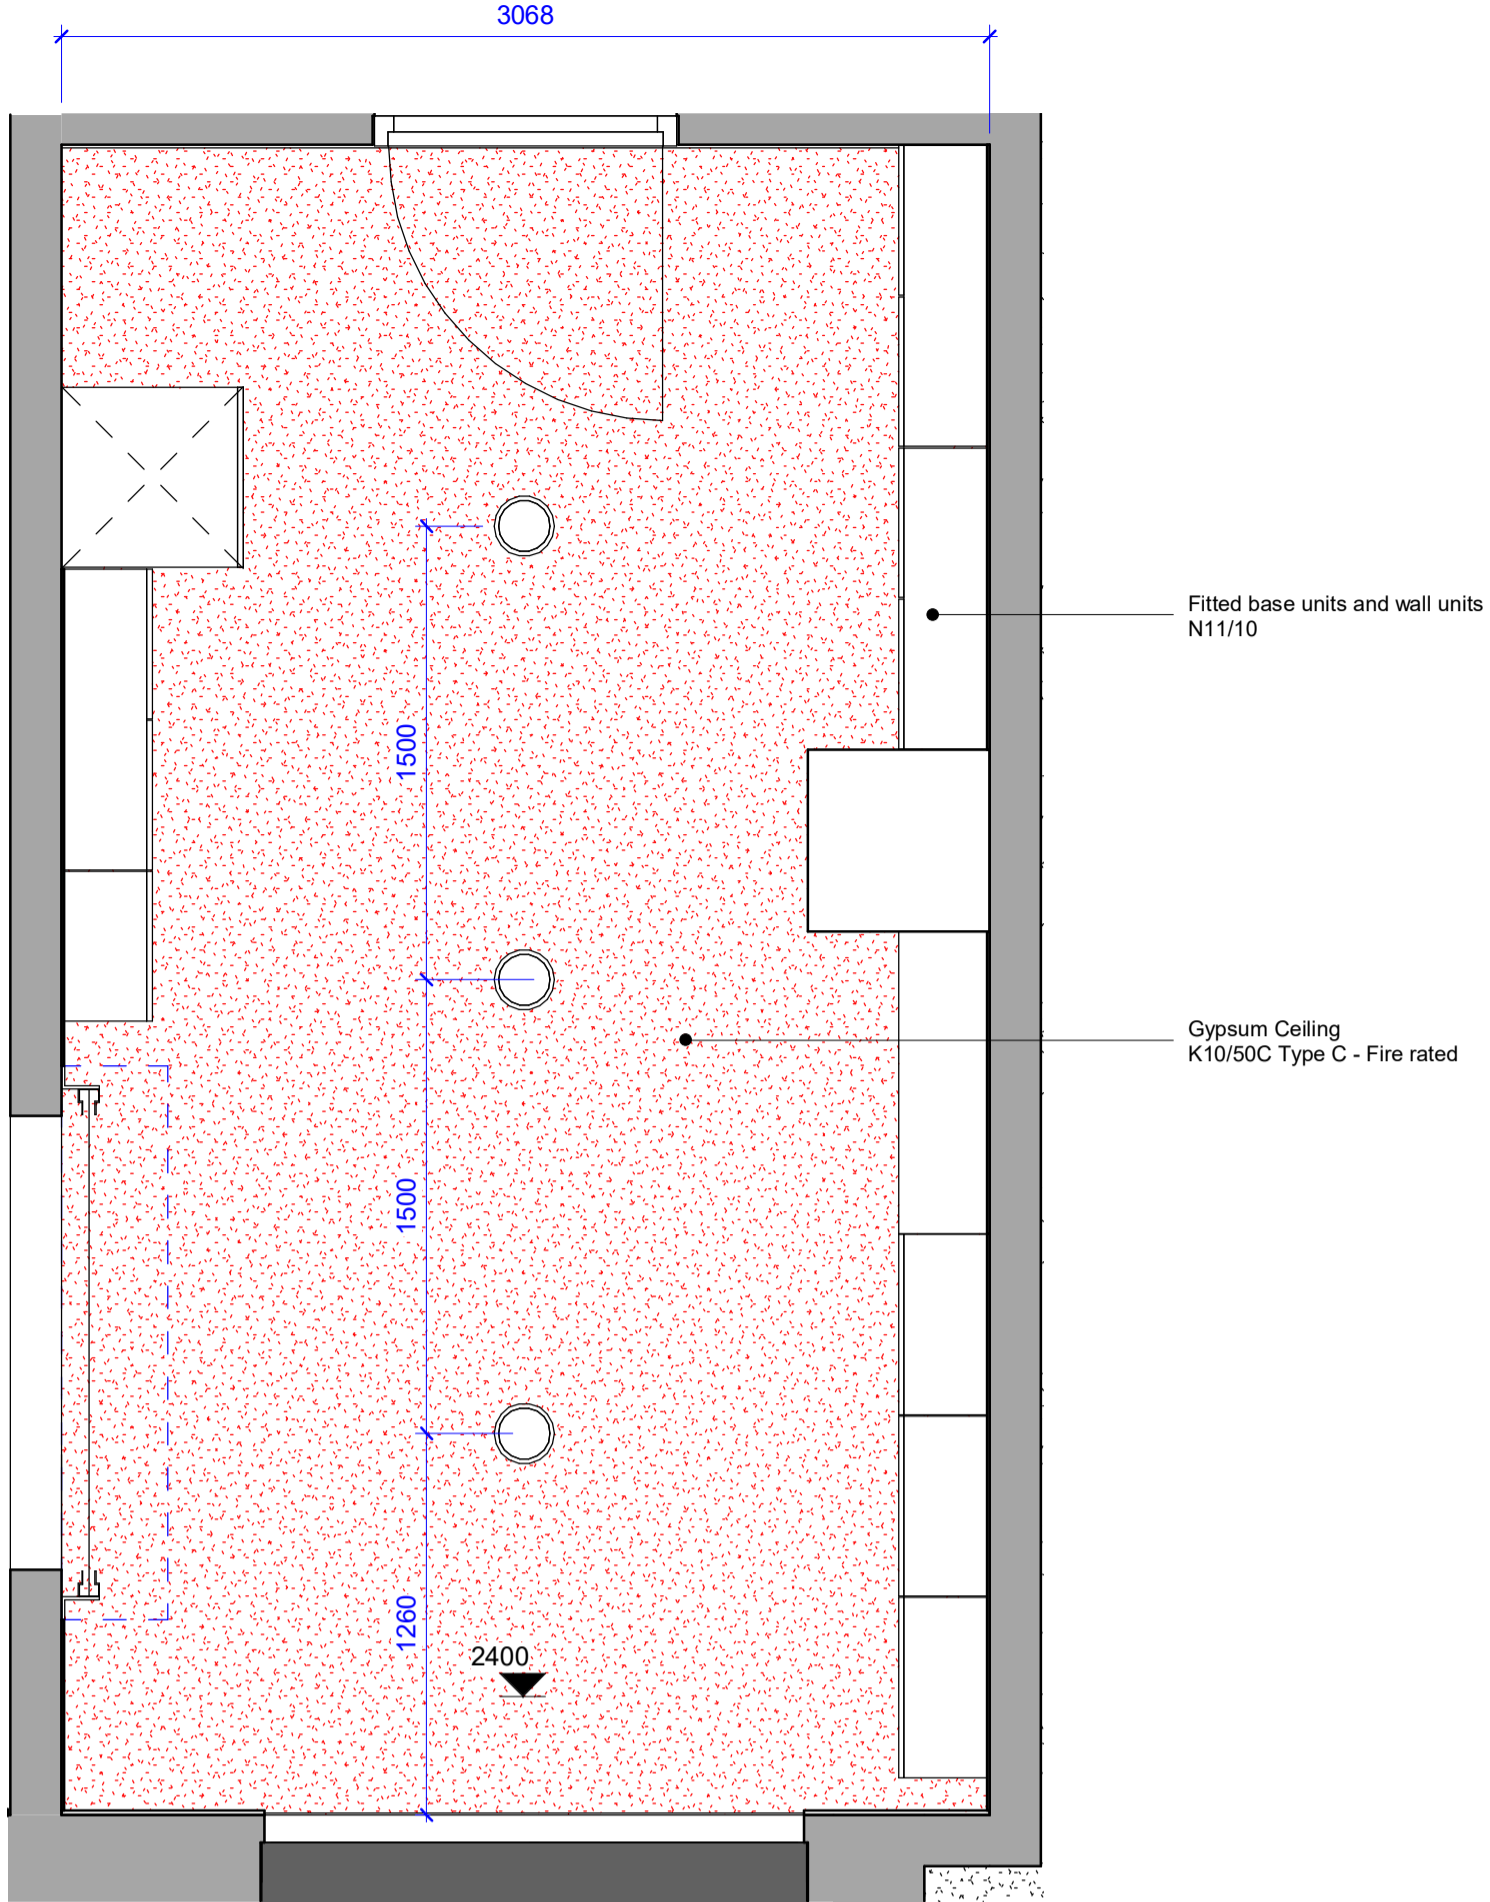 3068
Fitted base units and wall units
N11/10
1500
Gypsum Ceiling
K10/50C Type C - Fire rated
1500
1260
2400